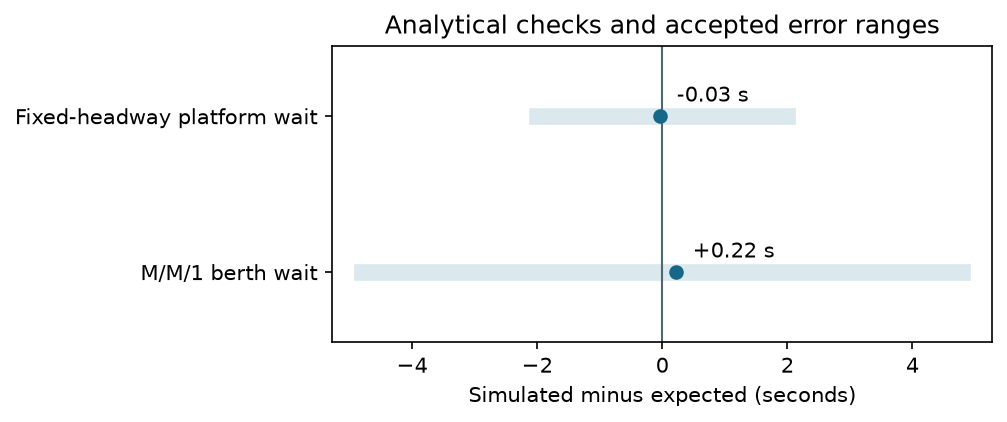 Analytical checks and accepted error ranges
Fixed-headway platform wait
-0.03 s
M/M/1 berth wait
+0.22 s
−4 −2 0 2 4
Simulated minus expected (seconds)